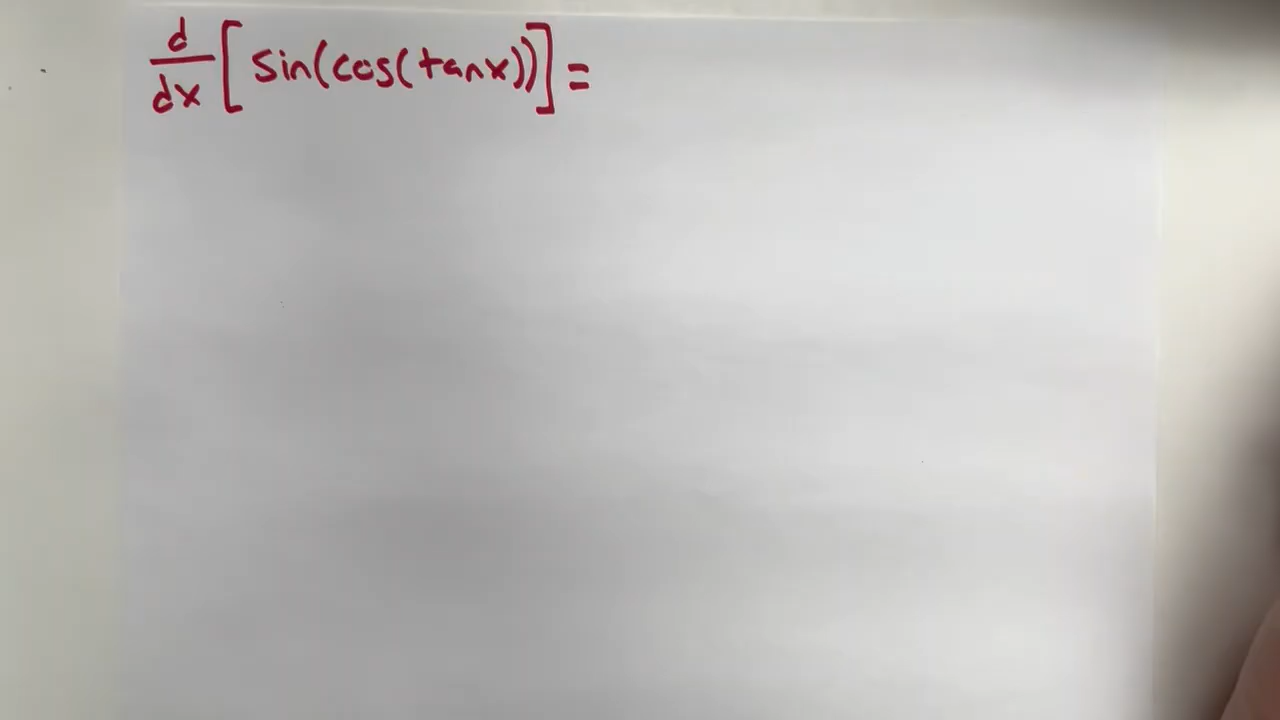 d/dx [sin(cos(tanx))] =